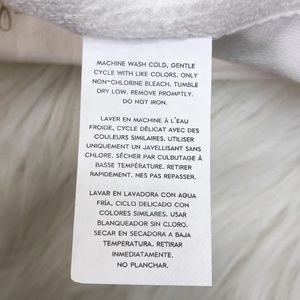 MACHINE WASH COLD, GENTLE
CYCLE WITH LIKE COLORS. ONLY
NON-CHLORINE BLEACH, TUMBLE
DRY LOW. REMOVE PROMPTLY.
DO NOT IRON.
LAVER EN MACHINE À L'EAU
FROIDE, CYCLE DÉLICAT AVEC DES
COULEURS SIMILAIRES. UTILISER
UNIQUEMENT UN JAVELLISANT SANS
CHLORE. SÉCHER PAR CULBUTAGE À
BASSE TEMPÉRATURE. RETIRER
RAPIDEMENT. NES PAS REPASSER.
LAVAR EN LAVADORA CON AGUA
FRÍA, CICLO DELICADO CON
COLORES SIMILARES. USAR
BLANQUEADOR SIN CLORO.
SECAR EN SECADORA A BAJA
TEMPERATURA. RETIRAR
INMEDIATAMENTE.
NO PLANCHAR.